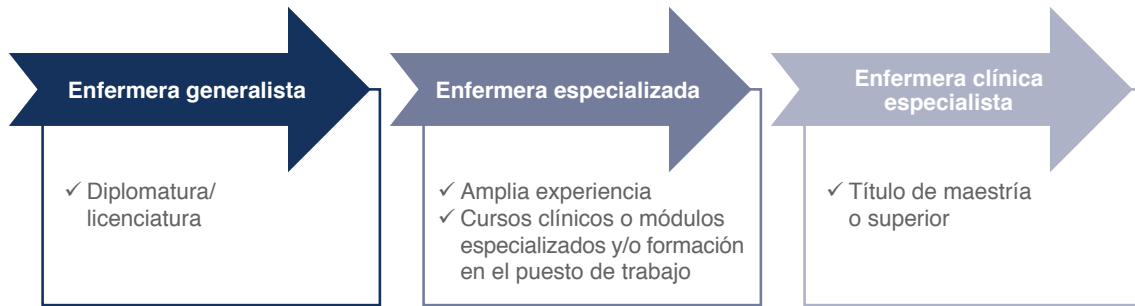 Enfermera generalista
✓ Diplomatura/
licenciatura
Enfermera especializada
✓ Amplia experiencia
✓ Cursos clínicos o módulos
especializados y/o formación
en el puesto de trabajo
Enfermera clínica
especialista
✓ Título de maestría
o superior